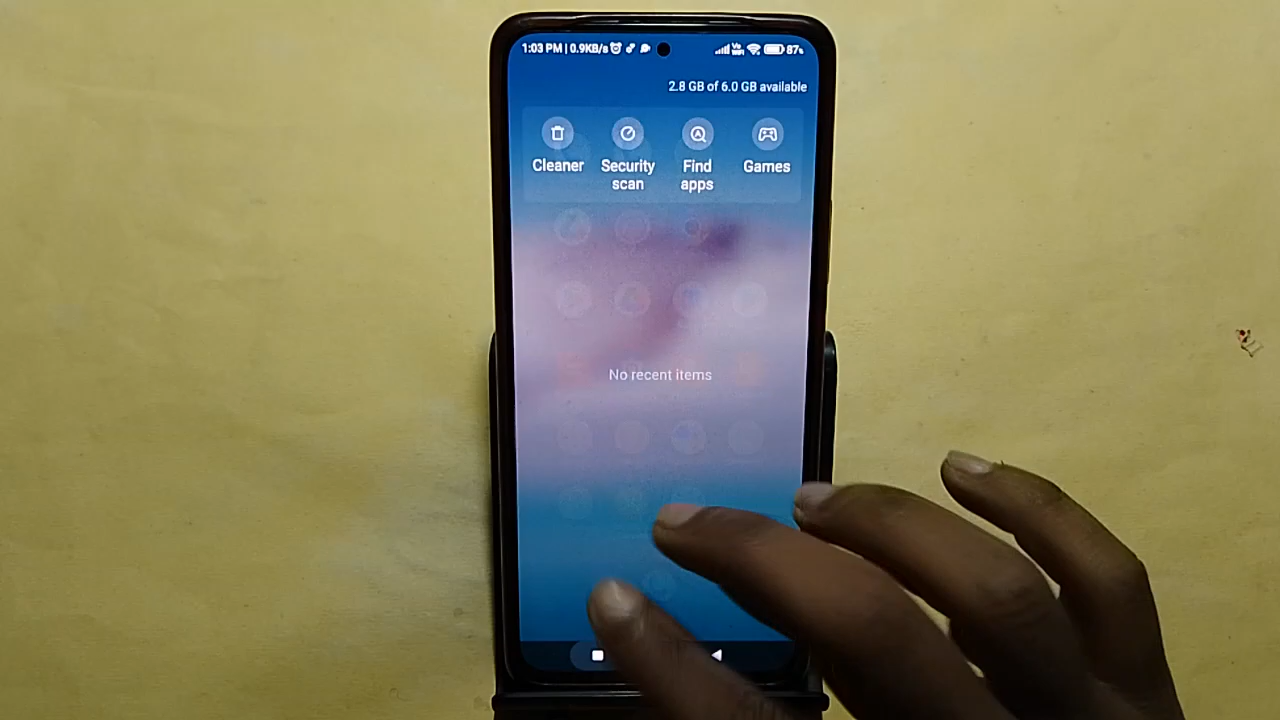 1:03 PM | 0.9KB/s 87%
2.8 GB of 6.0 GB available
Cleaner
Security scan
Find apps
Games
No recent items